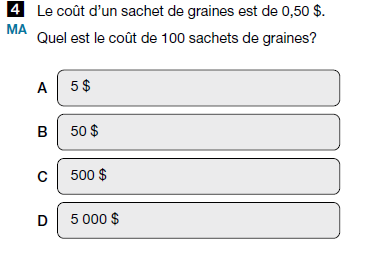 4 Le coût d’un sachet de graines est de 0,50 $.
MA Quel est le coût de 100 sachets de graines?
A 5 $
B 50 $
C 500 $
D 5 000 $